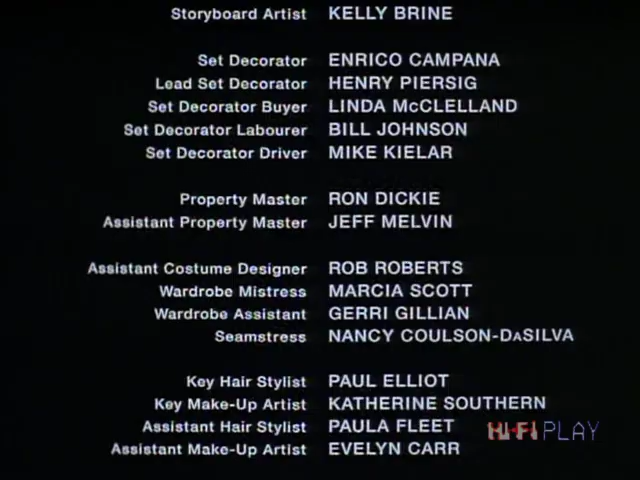 Storyboard Artist KELLY BRINE
Set Decorator ENRICO CAMPANA
Lead Set Decorator HENRY PIERSIG
Set Decorator Buyer LINDA McCLELLAND
Set Decorator Labourer BILL JOHNSON
Set Decorator Driver MIKE KIELAR
Property Master RON DICKIE
Assistant Property Master JEFF MELVIN
Assistant Costume Designer ROB ROBERTS
Wardrobe Mistress MARCIA SCOTT
Wardrobe Assistant GERRI GILLIAN
Seamstress NANCY COULSON-DaSILVA
Key Hair Stylist PAUL ELLIOT
Key Make-Up Artist KATHERINE SOUTHERN
Assistant Hair Stylist PAULA FLEET
Assistant Make-Up Artist EVELYN CARR
HI-FI PLAY